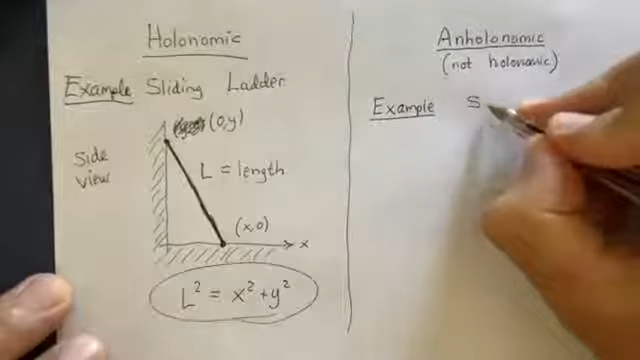 Holonomic
Example Sliding Ladder
(0,y)
Side
view
L = length
(x,0)
x
L² = x² + y²
Anholonomic
(not holonomic)
Example S